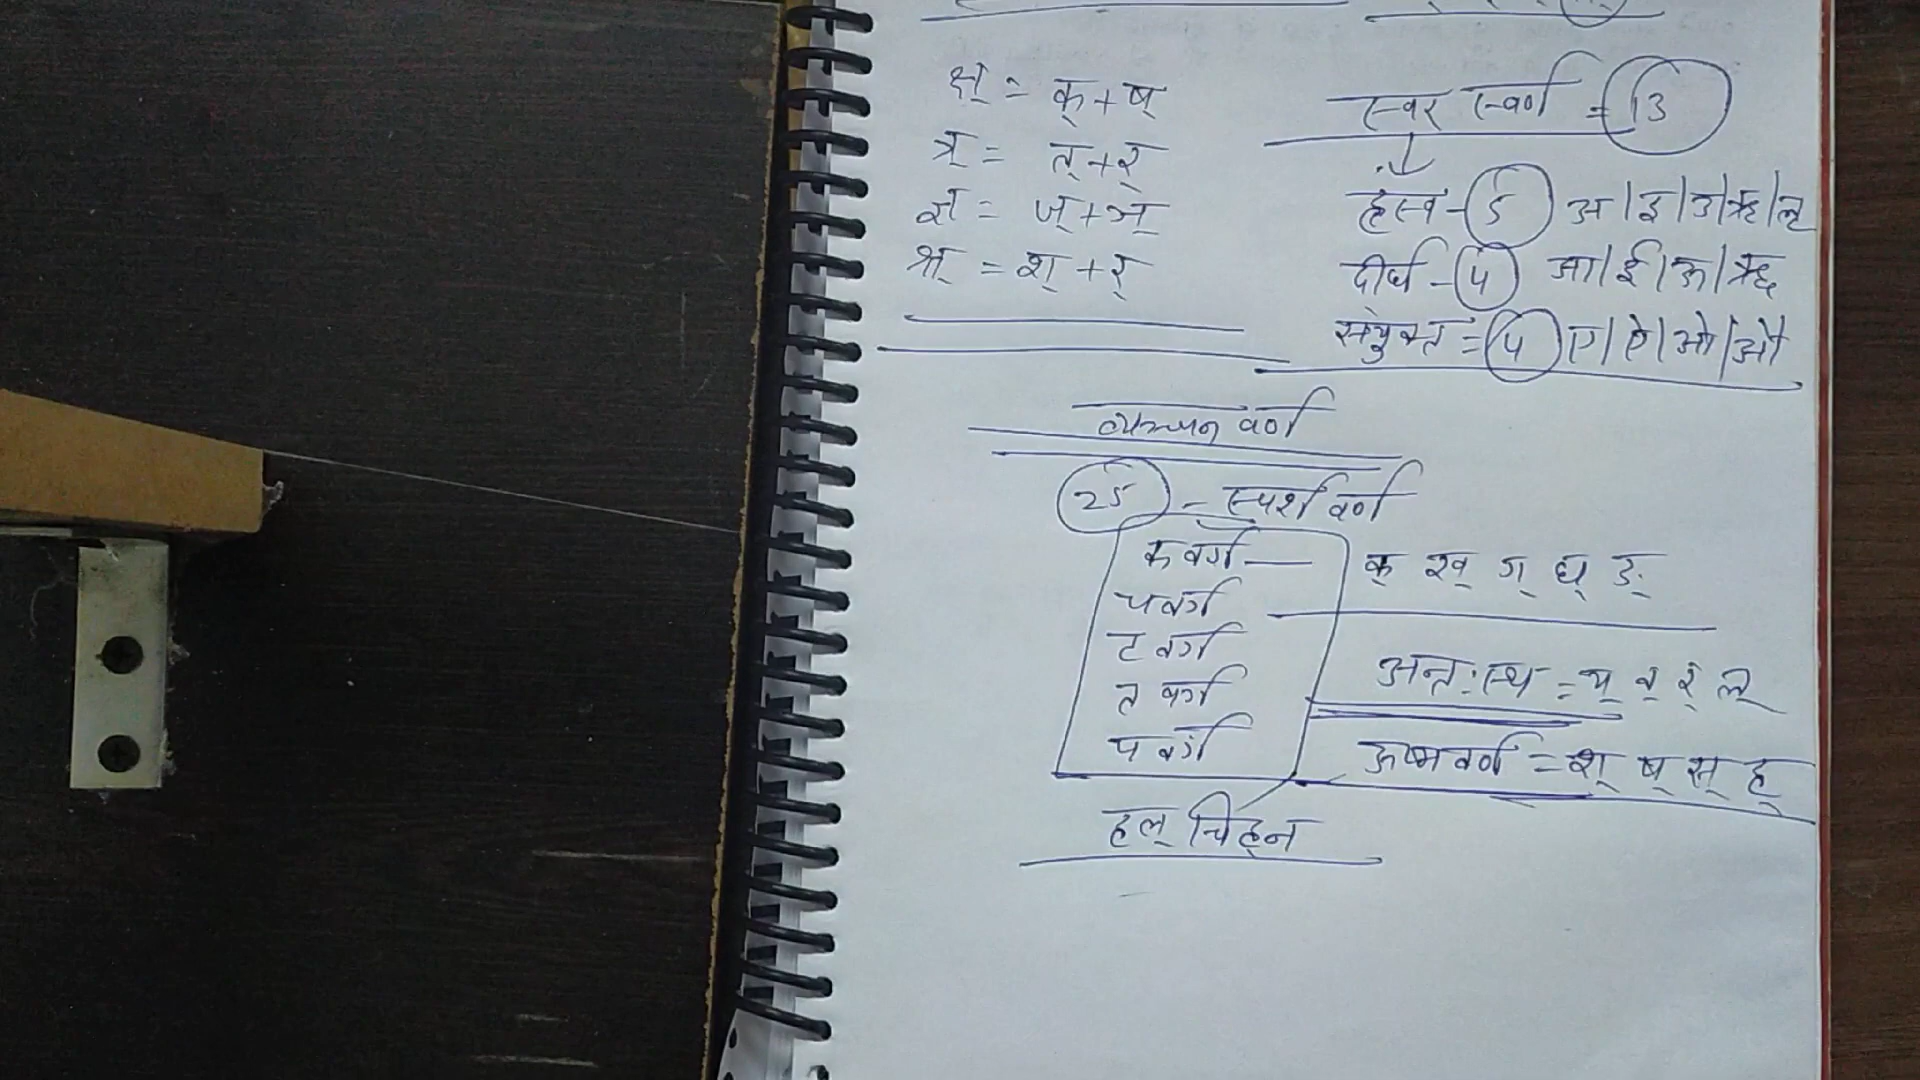 क्ष् = क् + ष्
त्र् = त् + र्
ज्ञ् = ज् + ञ्
श्र् = श् + र्
स्वर वर्ण = 13
ह्रस्व - 5 अ|इ|उ|ऋ|लृ
दीर्घ - 4 आ|ई|ऊ|ॠ
संयुक्त = 4 ए|ऐ|ओ|औ
व्यञ्जन वर्ण
25 - स्पर्श वर्ण
क वर्ग — क् ख् ग् घ् ङ्
च वर्ग
ट वर्ग
त वर्ग
प वर्ग
अन्तःस्थ = य् व् र् ल्
ऊष्म वर्ण = श् ष् स् ह्
हल् चिह्न